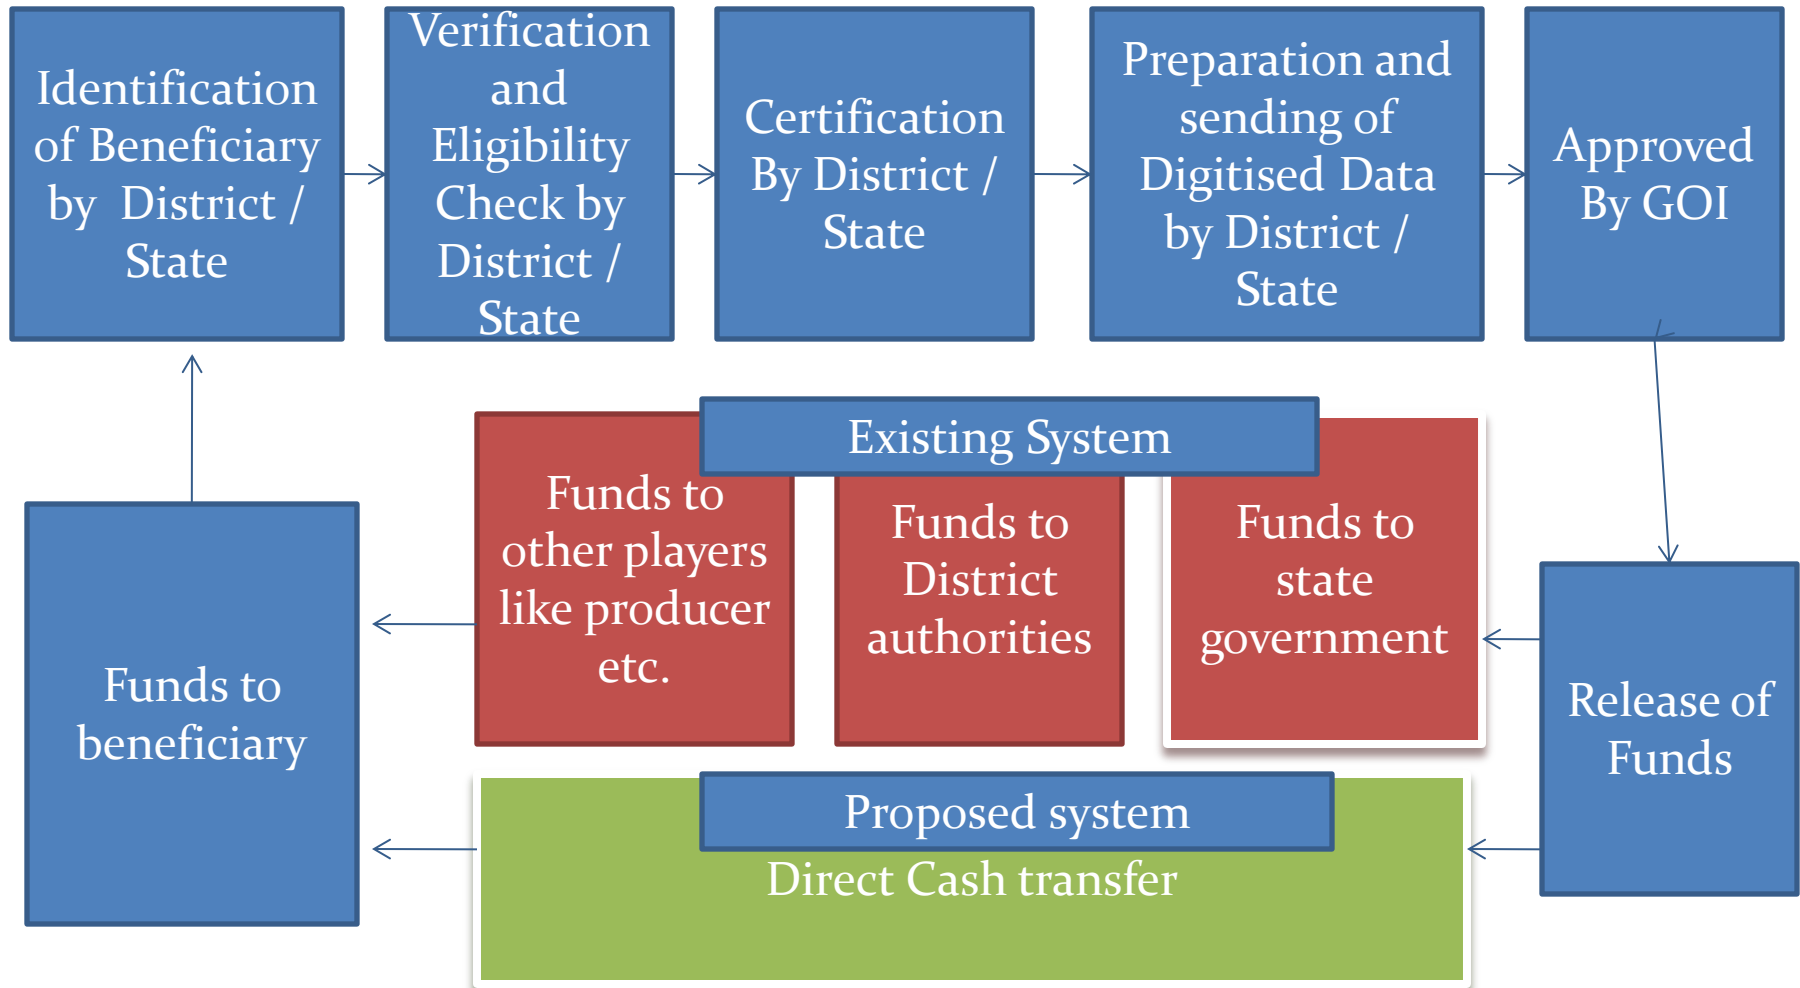 Identification
of Beneficiary
by District /
State
Verification
and
Eligibility
Check by
District /
State
Certification
By District /
State
Preparation and
sending of
Digitised Data
by District /
State
Approved
By GOI
Existing System
Funds to
other players
like producer
etc.
Funds to
District
authorities
Funds to
state
government
Release of
Funds
Funds to
beneficiary
Proposed system
Direct Cash transfer